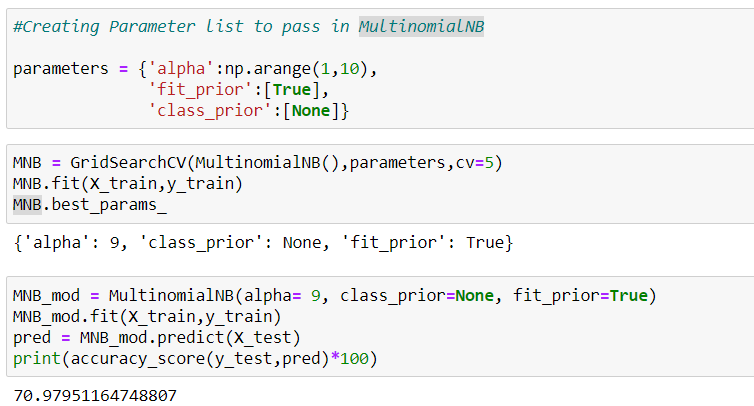 #Creating Parameter list to pass in MultinomialNB
parameters = {'alpha':np.arange(1,10),
'fit_prior':[True],
'class_prior':[None]}
MNB = GridSearchCV(MultinomialNB(),parameters,cv=5)
MNB.fit(X_train,y_train)
MNB.best_params_
{'alpha': 9, 'class_prior': None, 'fit_prior': True}
MNB_mod = MultinomialNB(alpha= 9, class_prior=None, fit_prior=True)
MNB_mod.fit(X_train,y_train)
pred = MNB_mod.predict(X_test)
print(accuracy_score(y_test,pred)*100)
70.97951164748807